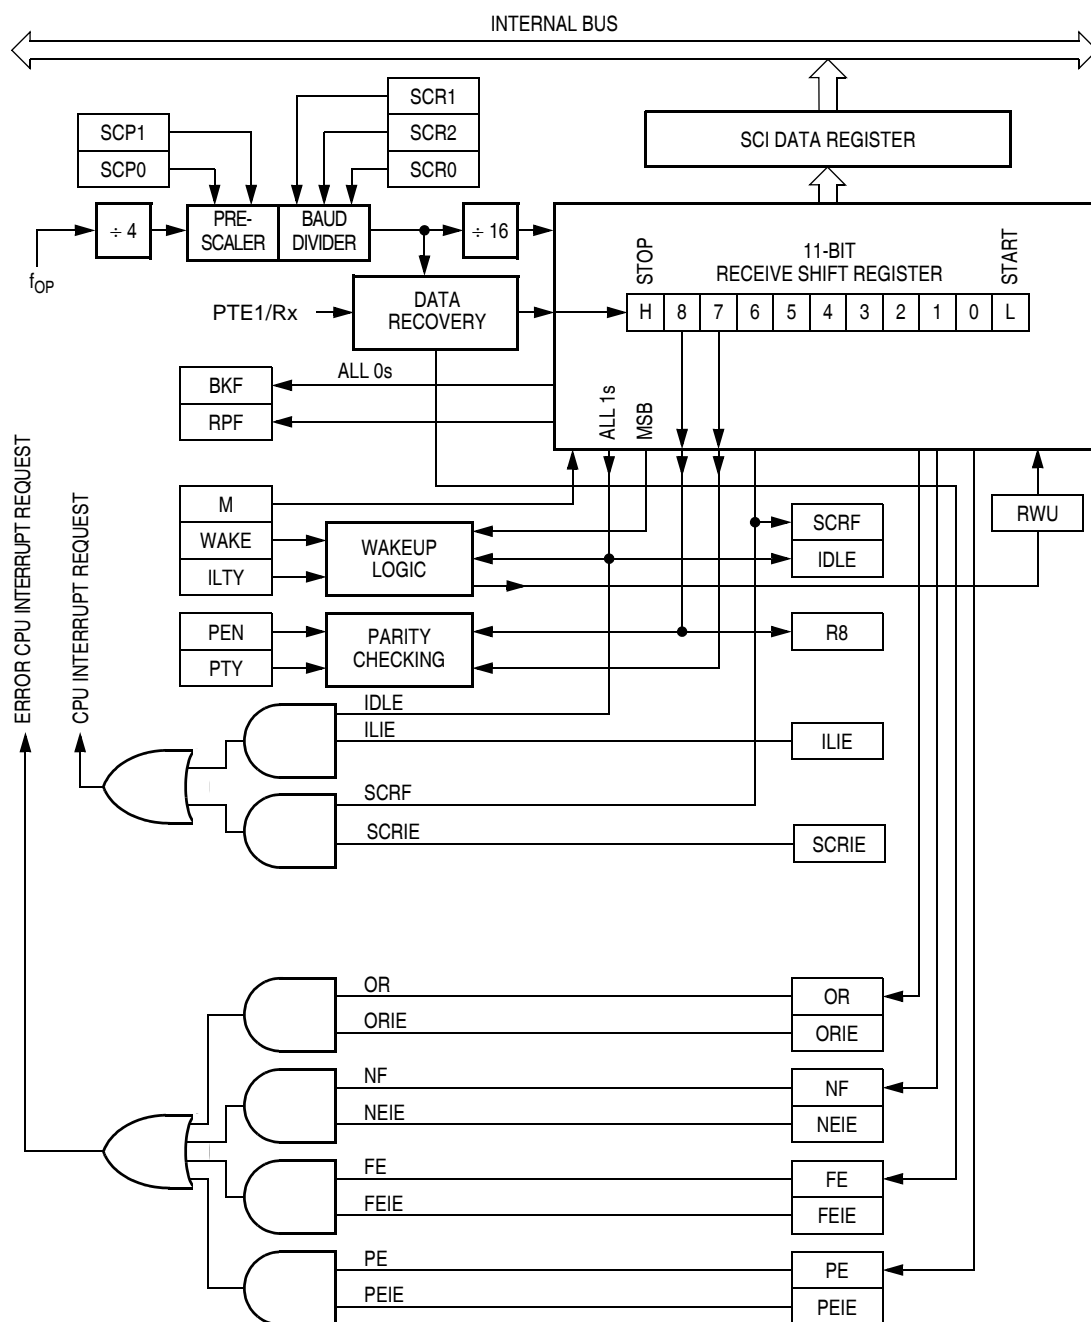 INTERNAL BUS
SCR1
SCR2
SCR0
SCP1
SCP0
SCI DATA REGISTER
÷ 4
PRE-
SCALER
BAUD
DIVIDER
÷ 16
fOP
STOP
11-BIT
RECEIVE SHIFT REGISTER
START
H 8 7 6 5 4 3 2 1 0 L
PTE1/Rx
DATA
RECOVERY
ALL 0s
BKF
RPF
ALL 1s
MSB
ERROR CPU INTERRUPT REQUEST
CPU INTERRUPT REQUEST
M
WAKE
ILTY
WAKEUP
LOGIC
SCRF
IDLE
RWU
PEN
PTY
PARITY
CHECKING
R8
IDLE
ILIE
ILIE
SCRF
SCRIE
SCRIE
OR
OR
ORIE
ORIE
NF
NF
NEIE
NEIE
FE
FE
FEIE
FEIE
PE
PE
PEIE
PEIE